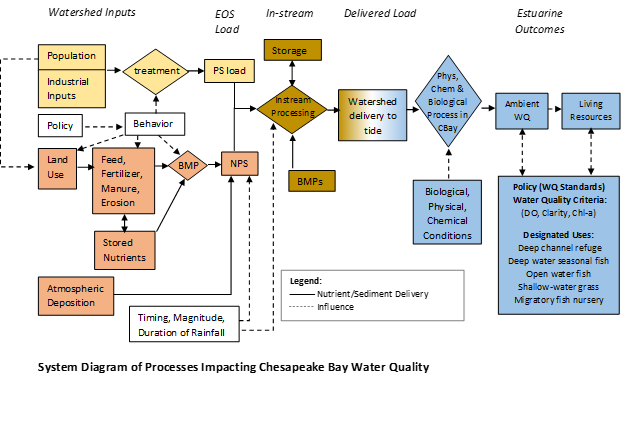 Watershed Inputs
EOS
Load
In-stream
Delivered Load
Estuarine
Outcomes
Population
Industrial
Inputs
treatment
PS load
Storage
Instream
Processing
Watershed
delivery to
tide
Phys,
Chem &
Biological
Process in
CBay
Ambient
WQ
Living
Resources
Policy
Behavior
Land
Use
Feed,
Fertilizer,
Manure,
Erosion
BMP
NPS
BMPs
Stored
Nutrients
Biological,
Physical,
Chemical
Conditions
Policy (WQ Standards)
Water Quality Criteria:
(DO, Clarity, Chl-a)
Designated Uses:
Deep channel refuge
Deep water seasonal fish
Open water fish
Shallow-water grass
Migratory fish nursery
Atmospheric
Deposition
Timing, Magnitude,
Duration of Rainfall
Legend:
Nutrient/Sediment Delivery
Influence
System Diagram of Processes Impacting Chesapeake Bay Water Quality